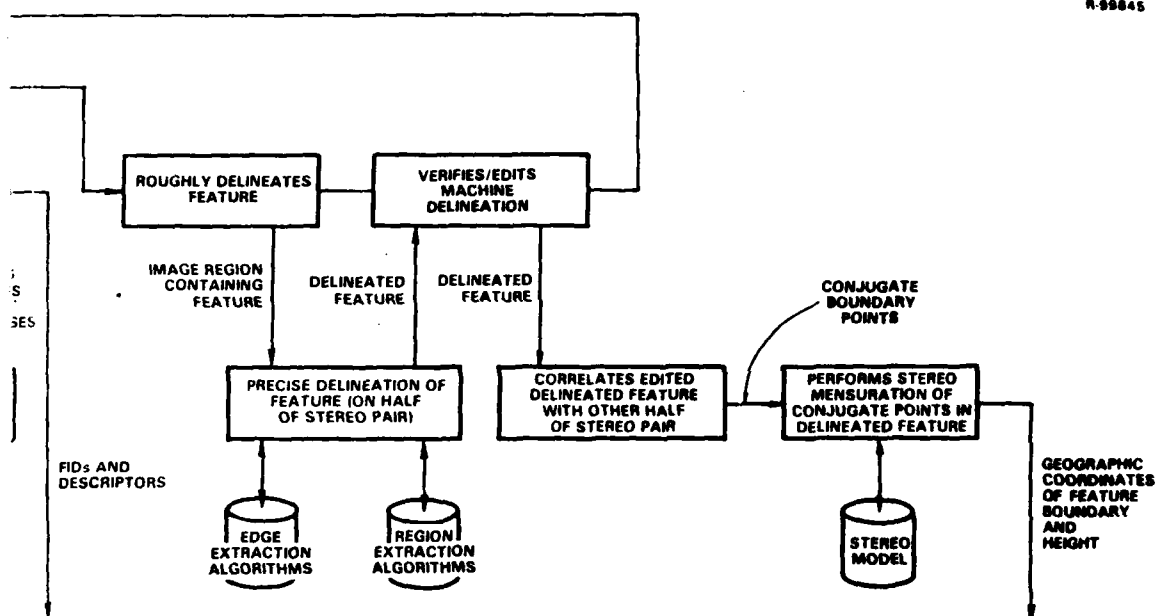 R-99845
ROUGHLY DELINEATES
FEATURE
VERIFIES/EDITS
MACHINE
DELINEATION
IMAGE REGION
CONTAINING
FEATURE
DELINEATED
FEATURE
DELINEATED
FEATURE
CONJUGATE
BOUNDARY
POINTS
PRECISE DELINEATION OF
FEATURE (ON HALF
OF STEREO PAIR)
CORRELATES EDITED
DELINEATED FEATURE
WITH OTHER HALF
OF STEREO PAIR
PERFORMS STEREO
MENSURATION OF
CONJUGATE POINTS IN
DELINEATED FEATURE
FIDs AND
DESCRIPTORS
EDGE
EXTRACTION
ALGORITHMS
REGION
EXTRACTION
ALGORITHMS
STEREO
MODEL
GEOGRAPHIC
COORDINATES
OF FEATURE
BOUNDARY
AND
HEIGHT